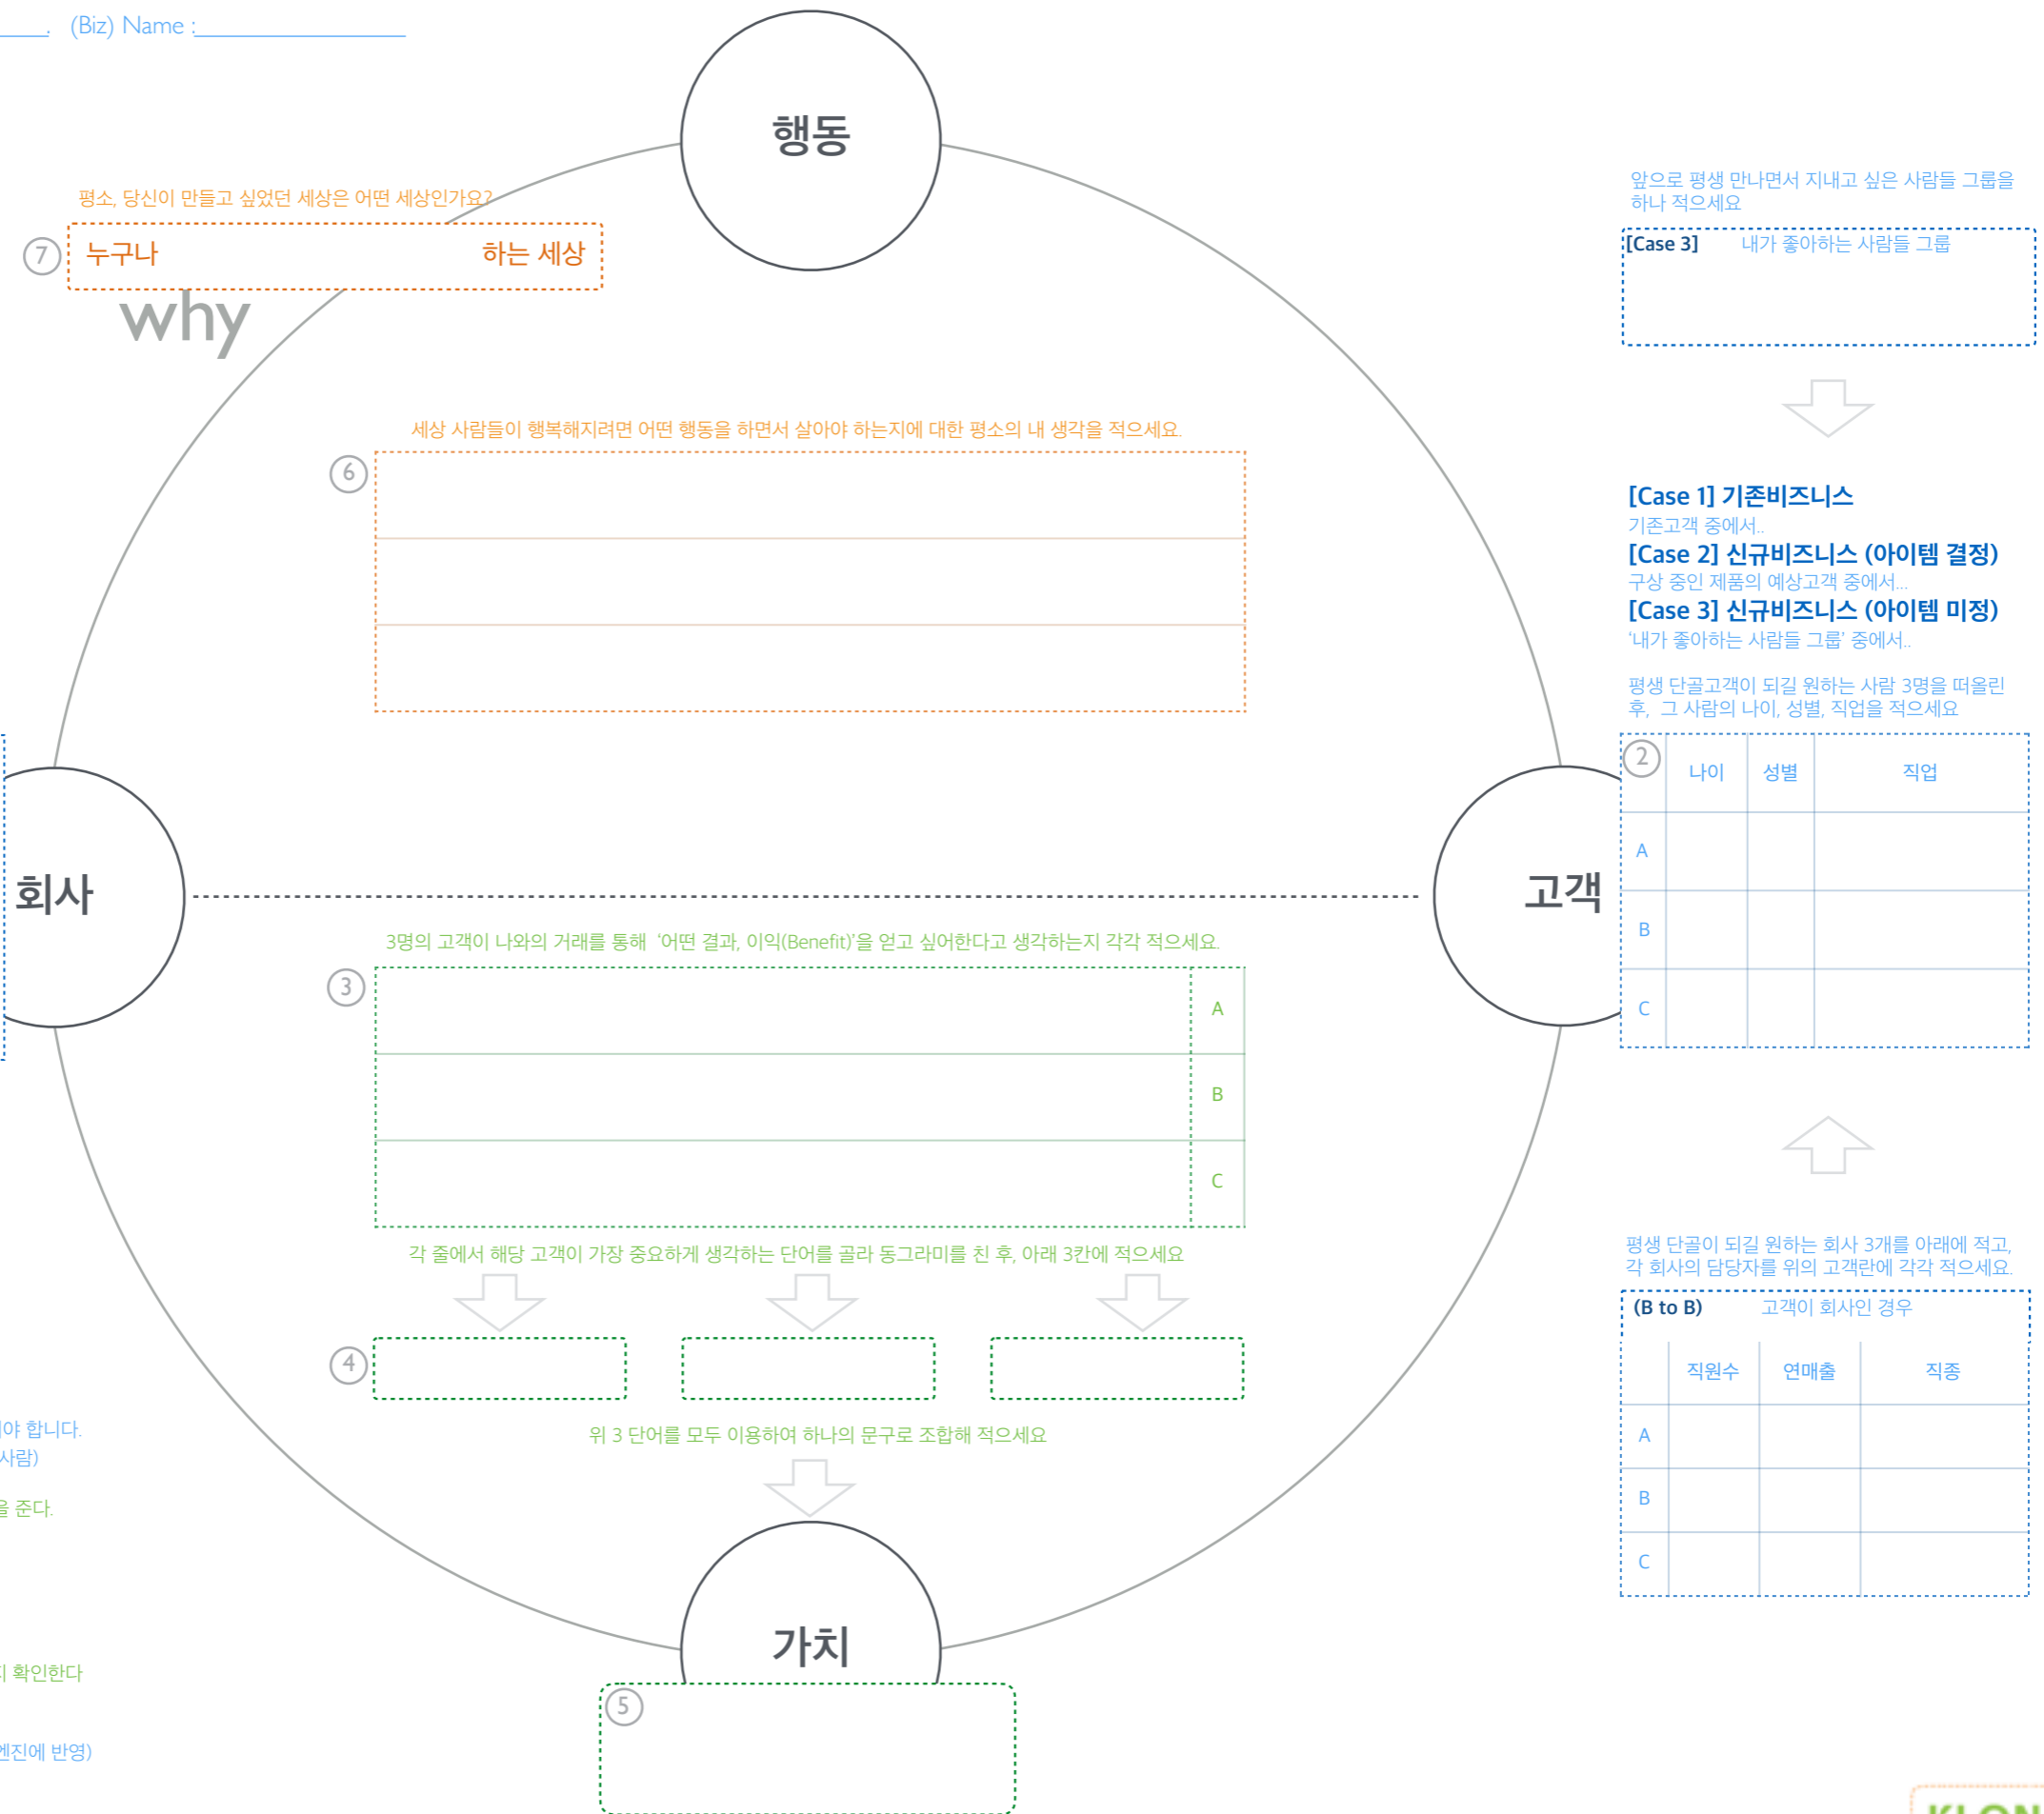 (Biz) Name :
행동
평소, 당신이 만들고 싶었던 세상은 어떤 세상인가요?
7 누구나 하는 세상
why
세상 사람들이 행복해지려면 어떤 행동을 하면서 살아야 하는지에 대한 평소의 내 생각을 적으세요.
6
회사
고객
3명의 고객이 나와의 거래를 통해 ‘어떤 결과, 이익(Benefit)’을 얻고 싶어한다고 생각하는지 각각 적으세요.
3
A
B
C
각 줄에서 해당 고객이 가장 중요하게 생각하는 단어를 골라 동그라미를 친 후, 아래 3칸에 적으세요
4
위 3 단어를 모두 이용하여 하나의 문구로 조합해 적으세요
가치
5
앞으로 평생 만나면서 지내고 싶은 사람들 그룹을
하나 적으세요
[Case 3] 내가 좋아하는 사람들 그룹
[Case 1] 기존비즈니스
기존고객 중에서..
[Case 2] 신규비즈니스 (아이템 결정)
구상 중인 제품의 예상고객 중에서...
[Case 3] 신규비즈니스 (아이템 미정)
‘내가 좋아하는 사람들 그룹’ 중에서..
평생 단골고객이 되길 원하는 사람 3명을 떠올린
후, 그 사람의 나이, 성별, 직업을 적으세요
2 나이 성별 직업
A
B
C
평생 단골이 되길 원하는 회사 3개를 아래에 적고,
각 회사의 담당자를 위의 고객란에 각각 적으세요.
(B to B) 고객이 회사인 경우
직원수 연매출 직종
A
B
C
야 합니다.
사람)
을 준다.
지 확인한다
엔진에 반영)